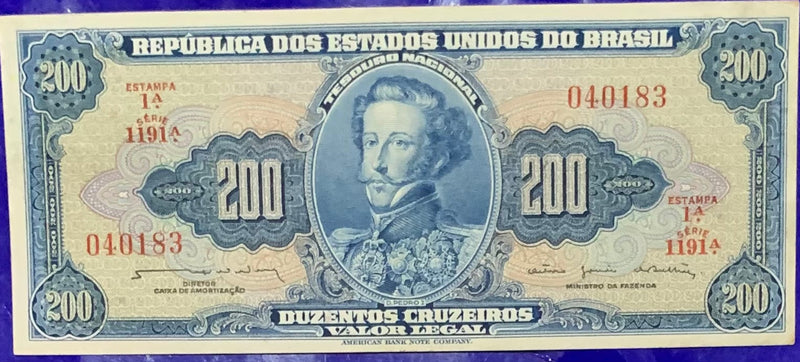 200
REPÚBLICA DOS ESTADOS UNIDOS DO BRASIL
200
TESOURO NACIONAL
ESTAMPA
1ª
SÉRIE
1191ª
040183
200
200
200
200
ESTAMPA
1ª
SÉRIE
1191ª
040183
DIRETOR
CAIXA DE AMORTIZAÇÃO
MINISTRO DA FAZENDA
D. PEDRO I
200
DUZENTOS CRUZEIROS
200
VALOR LEGAL
AMERICAN BANK NOTE COMPANY.